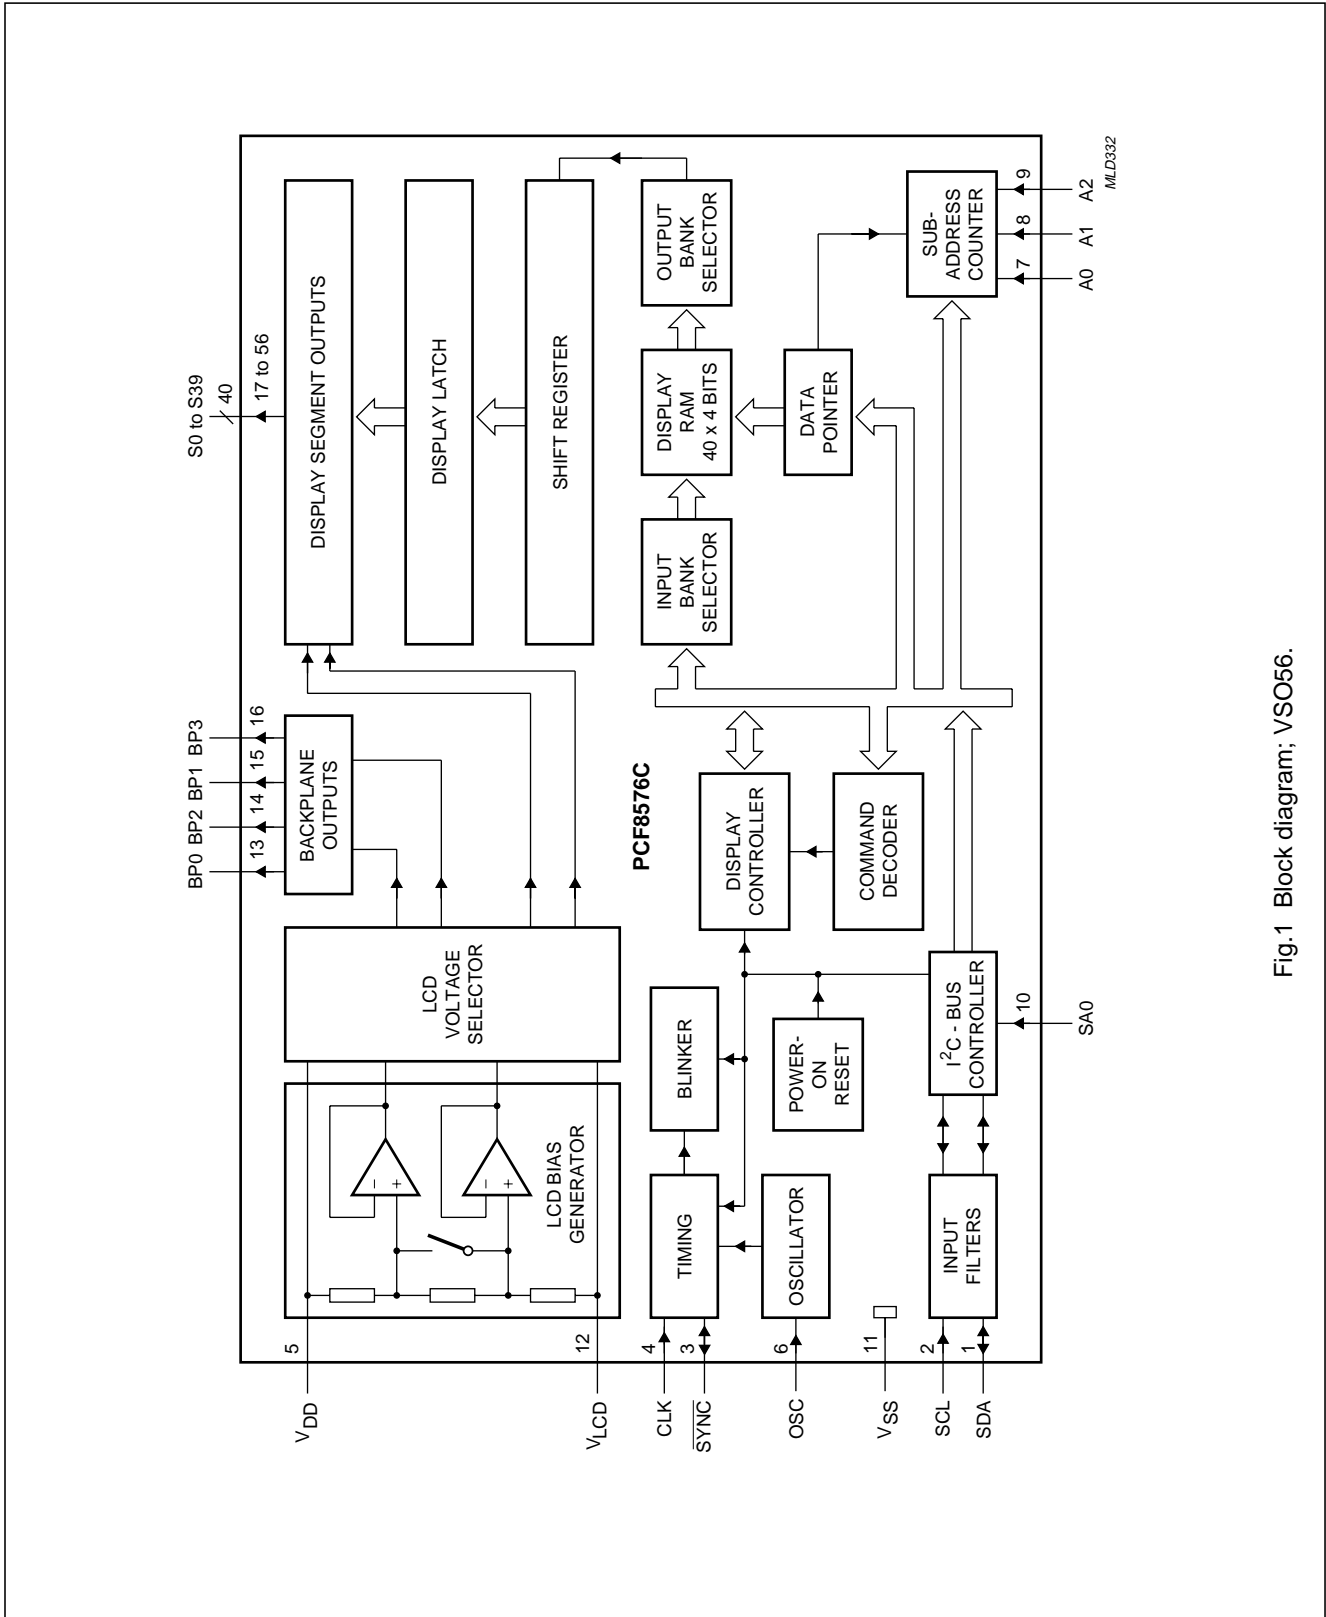 S0 to S39
40
17 to 56
DISPLAY SEGMENT OUTPUTS
DISPLAY LATCH
SHIFT REGISTER
BP0
BP2
BP1
BP3
13
14
15
16
BACKPLANE
OUTPUTS
LCD
VOLTAGE
SELECTOR
LCD BIAS
GENERATOR
−
+
−
+
VDD
5
VLCD
12
PCF8576C
INPUT
BANK
SELECTOR
DISPLAY
RAM
40 x 4 BITS
OUTPUT
BANK
SELECTOR
DATA
POINTER
SUB-
ADDRESS
COUNTER
7
8
9
A0
A1
A2
DISPLAY
CONTROLLER
COMMAND
DECODER
BLINKER
TIMING
CLK
4
SYNC
3
POWER-
ON
RESET
OSCILLATOR
OSC
6
VSS
11
INPUT
FILTERS
SCL
2
SDA
1
I2C - BUS
CONTROLLER
10
SA0
MLD332
Fig.1 Block diagram; VSO56.